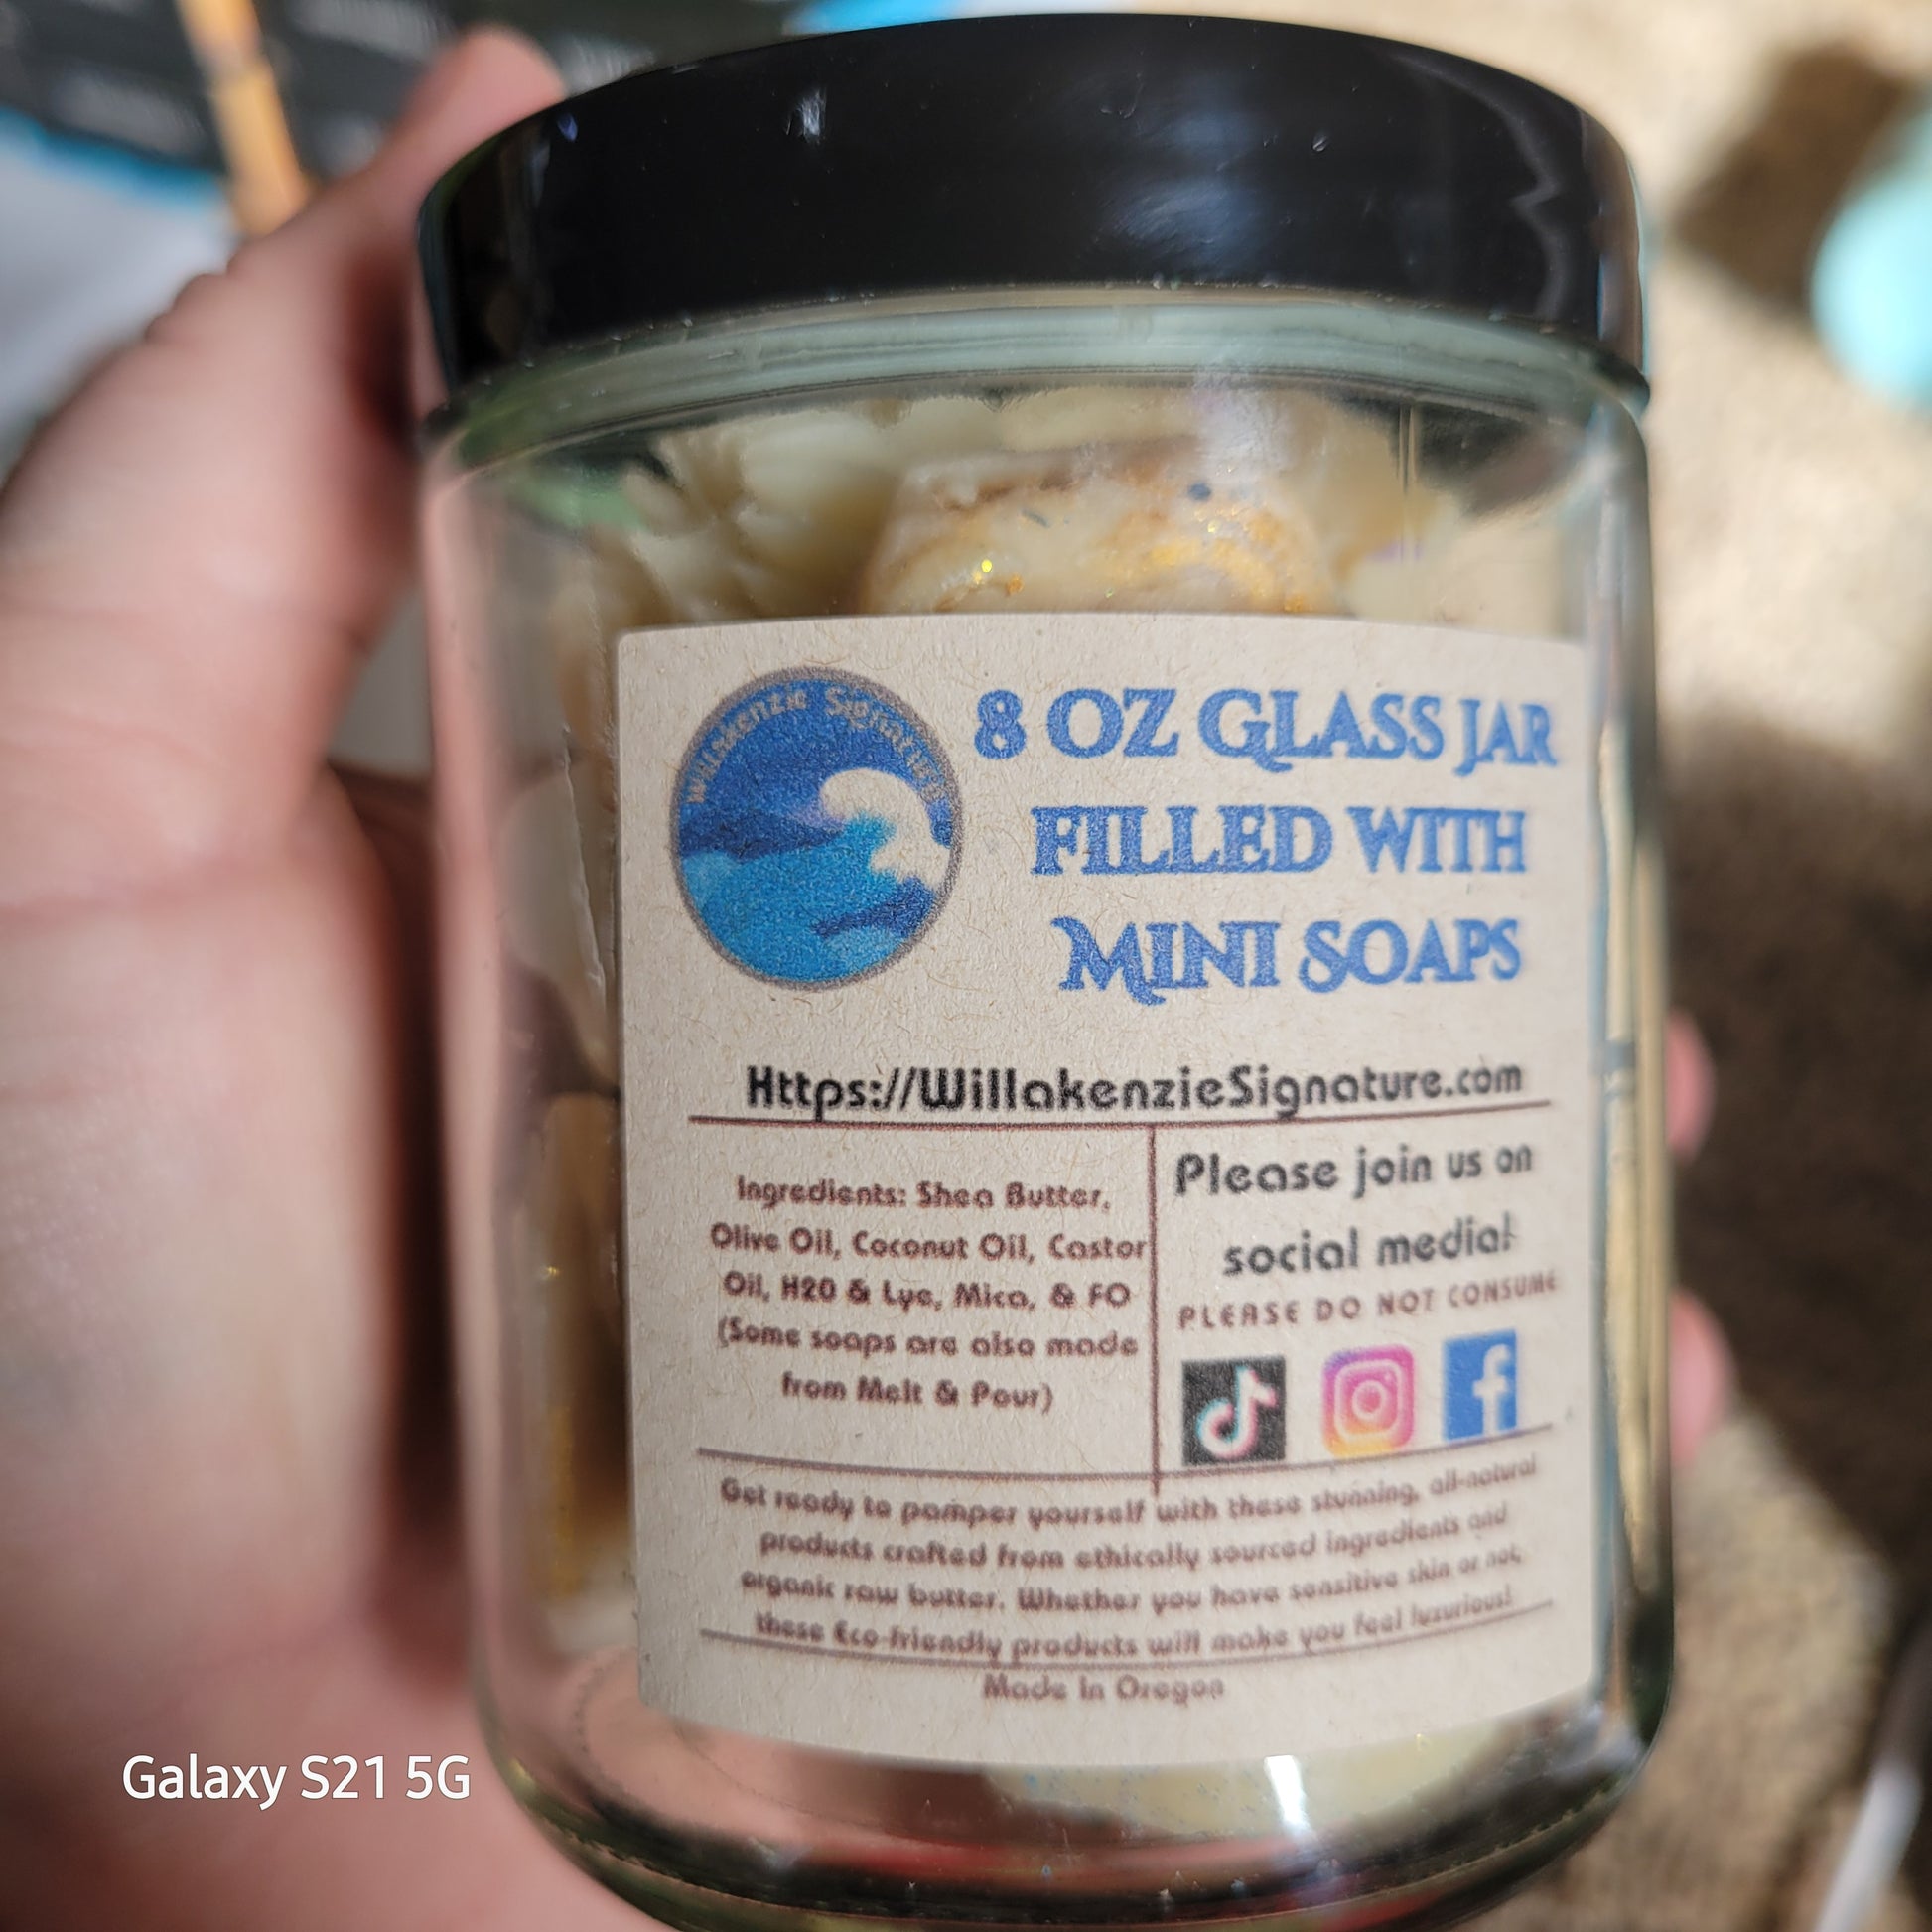 Willakenzie Signature
8 OZ GLASS JAR
FILLED WITH
MINI SOAPS
Https://WillakenzieSignature.com
Ingredients: Shea Butter,
Olive Oil, Coconut Oil, Castor
Oil, H20 & Lye, Mica, & FO
(Some soaps are also made
from Melt & Pour)
Please join us on
social media!
PLEASE DO NOT CONSUME
Get ready to pamper yourself with these stunning, all-natural
products crafted from ethically sourced ingredients and
organic raw butter. Whether you have sensitive skin or not,
these Eco-friendly products will make you feel luxurious!
Made In Oregon
Galaxy S21 5G